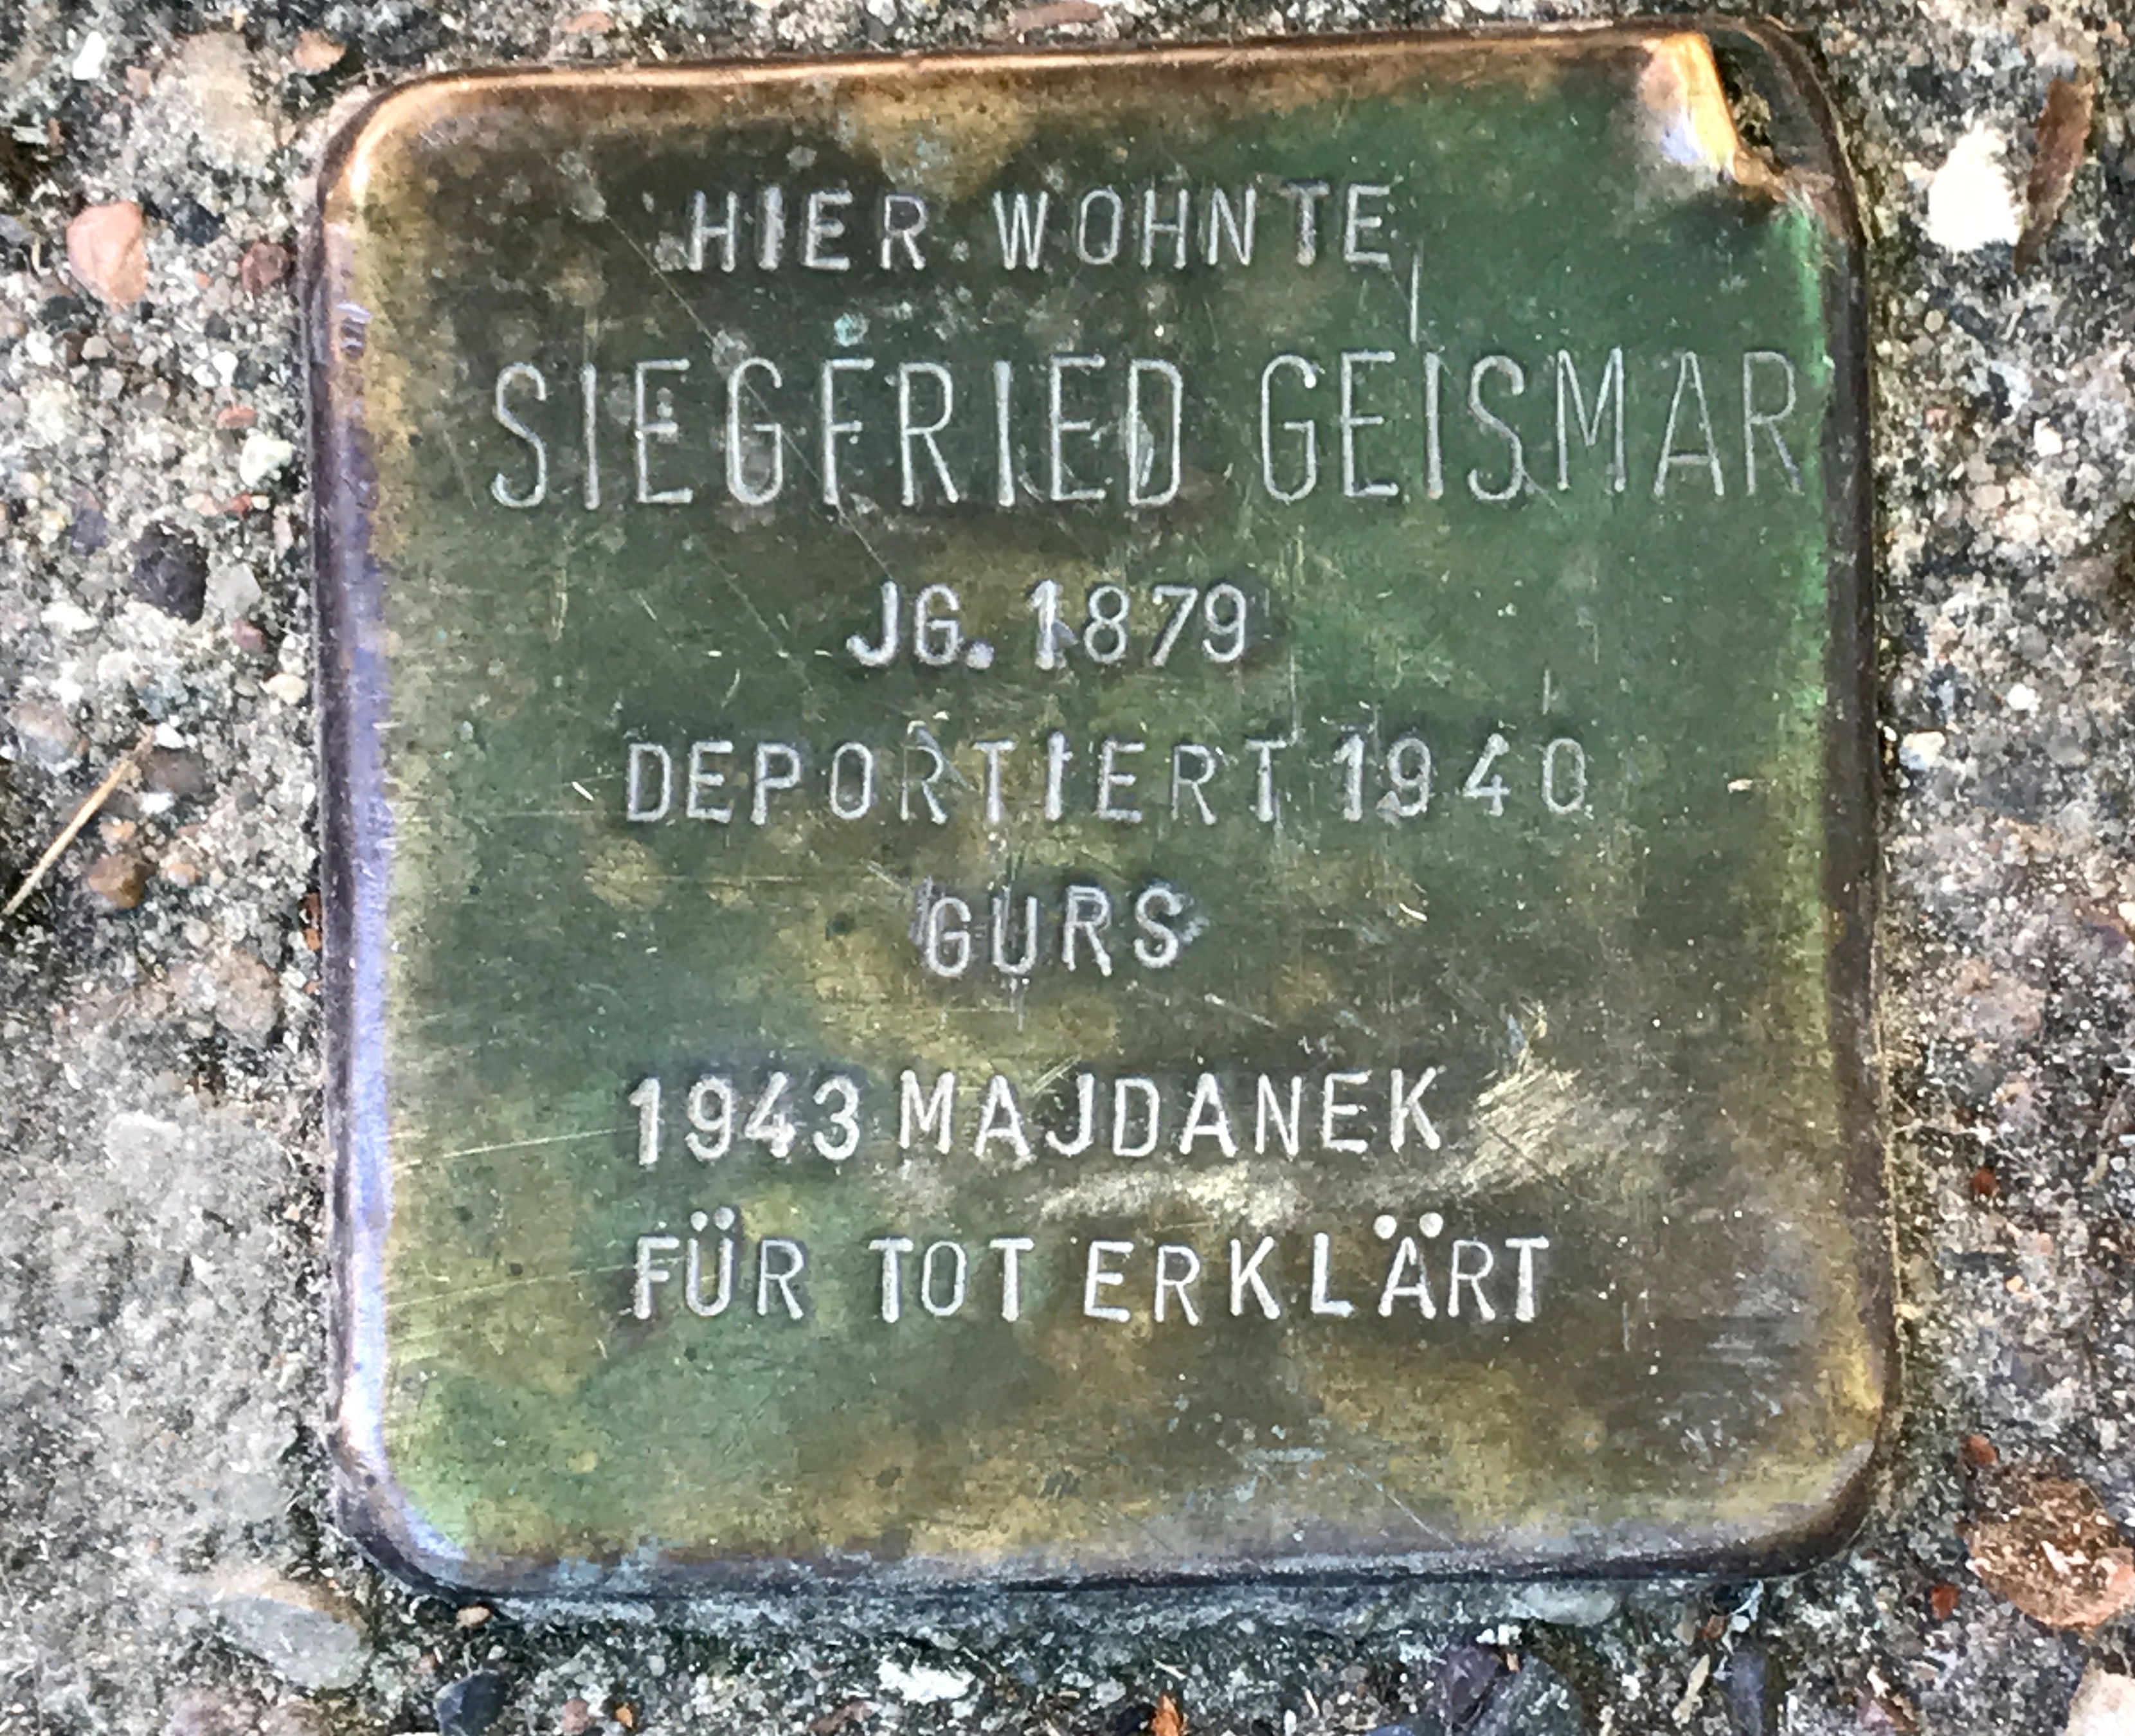 HIER WOHNTE
SIEGFRIED GEISMAR
JG. 1879
DEPORTIERT 1940
GURS
1943 MAJDANEK
FÜR TOT ERKLÄRT